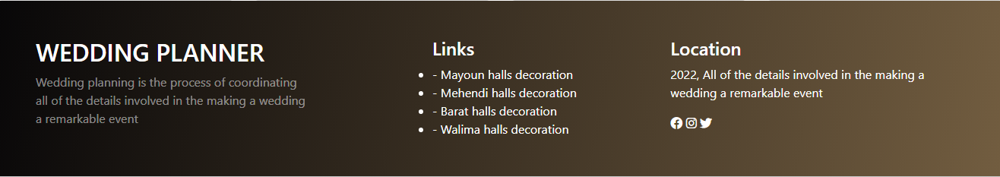 WEDDING PLANNER
Wedding planning is the process of coordinating
all of the details involved in the making a wedding
a remarkable event
Links
- Mayoun halls decoration
- Mehendi halls decoration
- Barat halls decoration
- Walima halls decoration
Location
2022, All of the details involved in the making a
wedding a remarkable event